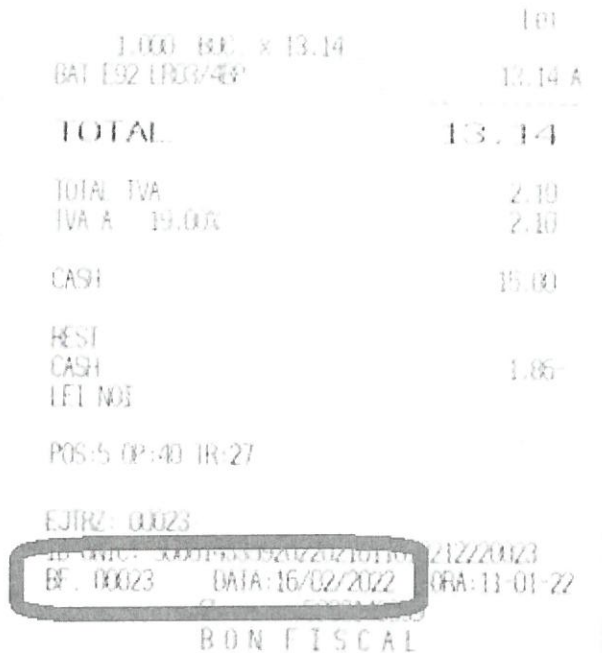 Lei
1.000 BUC. x 13.14
BAT E92 LR03/4BP 13.14 A
TOTAL 13.14
TOTAL TVA 2.10
TVA A 19.00% 2.10
CASH 15.00
REST
CASH 1.86-
LEI NOI
POS:5 OP:40 TR:27
EJTRZ: 00023
BF. 00023 DATA:16/02/2022 ORA:11-01-22
BON FISCAL